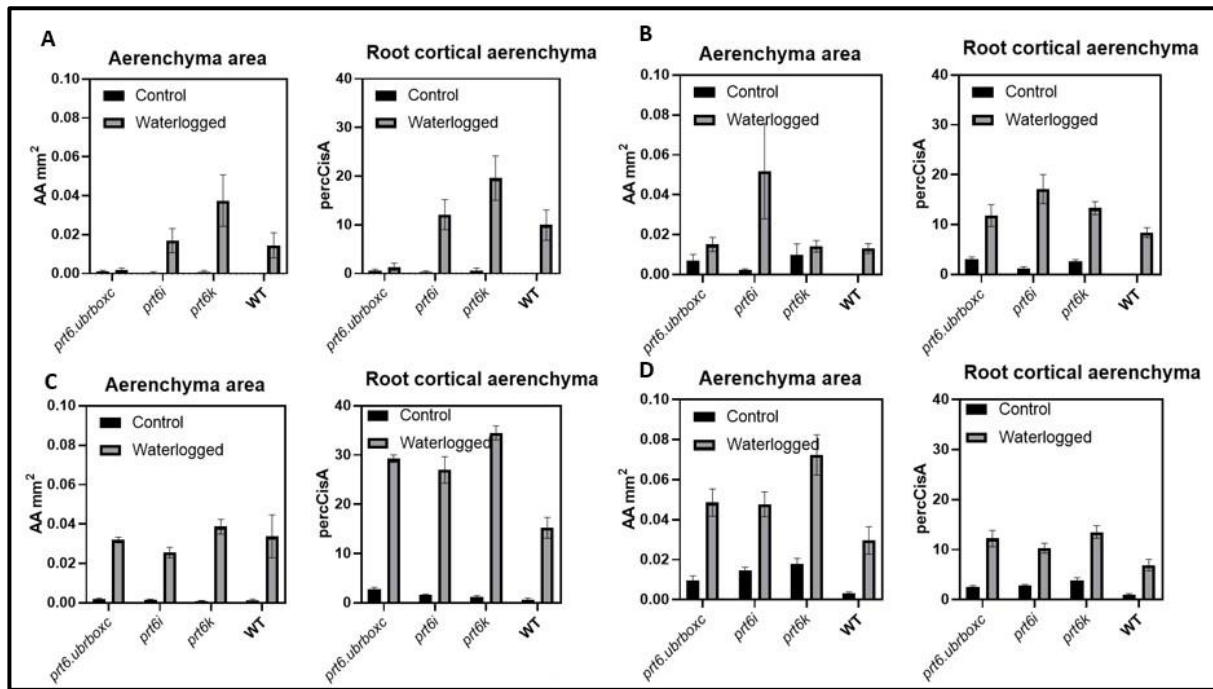 A
Aerenchyma area
AA mm²
0.10
0.08
0.06
0.04
0.02
0.00
Control
Waterlogged
prt6.ubrboxc
prt6i
prt6k
WT
Root cortical aerenchyma
percCisA
40
30
20
10
0
Control
Waterlogged
prt6.ubrboxc
prt6i
prt6k
WT
B
Aerenchyma area
AA mm²
0.10
0.08
0.06
0.04
0.02
0.00
Control
Waterlogged
prt6.ubrboxc
prt6i
prt6k
WT
Root cortical aerenchyma
percCisA
40
30
20
10
0
Control
Waterlogged
prt6.ubrboxc
prt6i
prt6k
WT
C
Aerenchyma area
AA mm²
0.10
0.08
0.06
0.04
0.02
0.00
Control
Waterlogged
prt6.ubrboxc
prt6i
prt6k
WT
Root cortical aerenchyma
percCisA
40
30
20
10
0
Control
Waterlogged
prt6.ubrboxc
prt6i
prt6k
WT
D
Aerenchyma area
AA mm²
0.10
0.08
0.06
0.04
0.02
0.00
Control
Waterlogged
prt6.ubrboxc
prt6i
prt6k
WT
Root cortical aerenchyma
percCisA
40
30
20
10
0
Control
Waterlogged
prt6.ubrboxc
prt6i
prt6k
WT